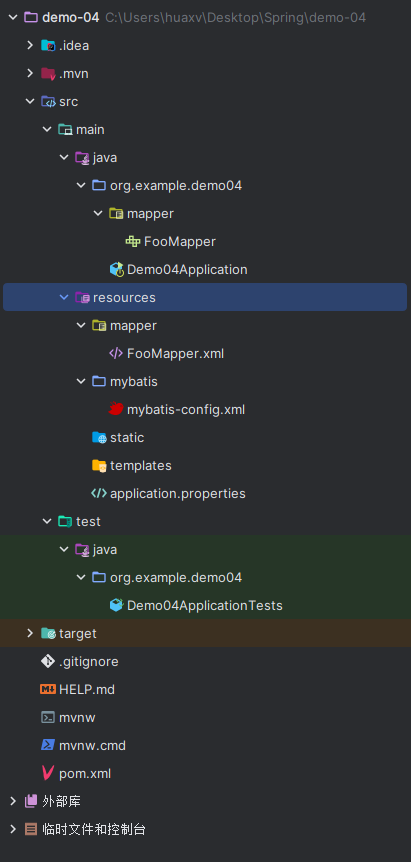 demo-04 C:\Users\huaxv\Desktop\Spring\demo-04
.idea
.mvn
src
main
java
org.example.demo04
mapper
FooMapper
Demo04Application
resources
mapper
FooMapper.xml
mybatis
mybatis-config.xml
static
templates
application.properties
test
java
org.example.demo04
Demo04ApplicationTests
target
.gitignore
HELP.md
mvnw
mvnw.cmd
pom.xml
外部库
临时文件和控制台